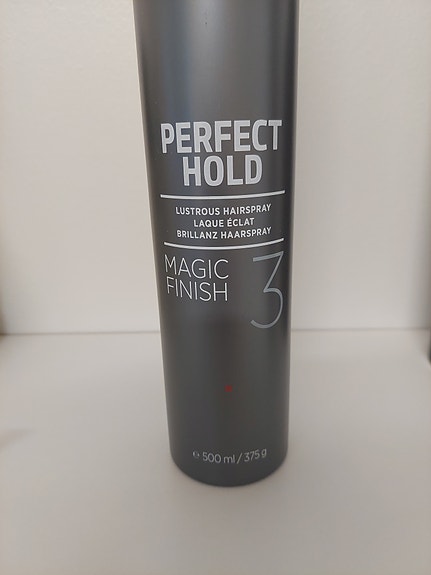 PERFECT
HOLD
LUSTROUS HAIRSPRAY
LAQUE ÉCLAT
BRILLANZ HAARSPRAY
MAGIC
FINISH
3
℮ 500 ml / 375 g